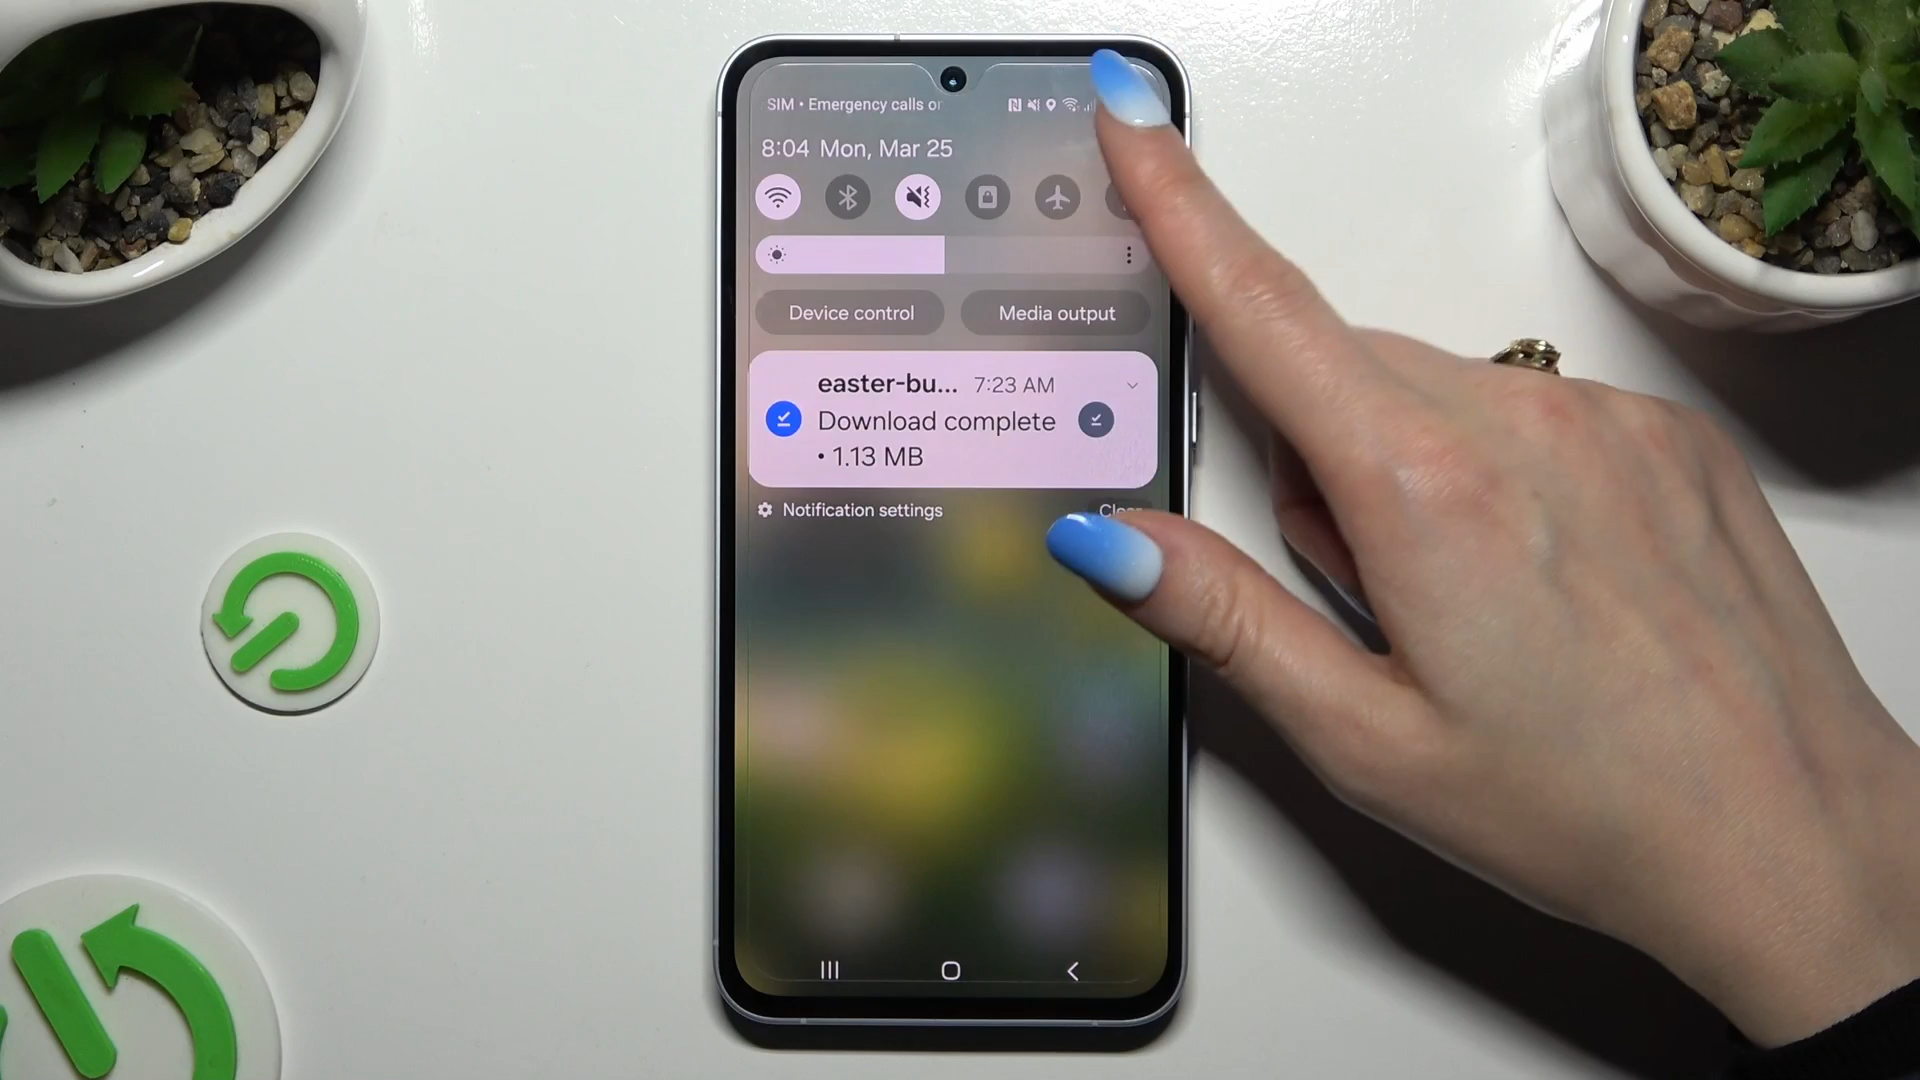 SIM • Emergency calls
8:04 Mon, Mar 25
Device control
Media output
easter-bu... 7:23 AM
Download complete
• 1.13 MB
Notification settings